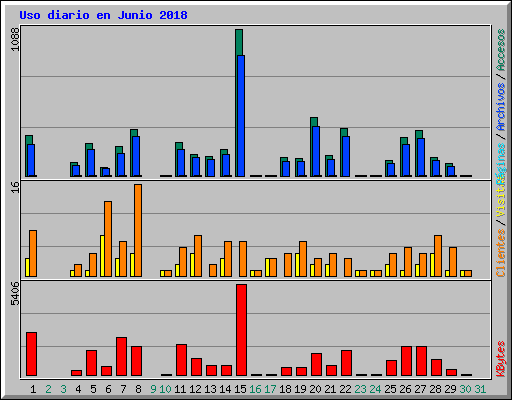 Uso diario en Junio 2018
1088
16
5406
Clientes / Visitas
Páginas / Archivos / Accesos
KBytes
1 2 3 4 5 6 7 8 9 10 11 12 13 14 15 16 17 18 19 20 21 22 23 24 25 26 27 28 29 30 31